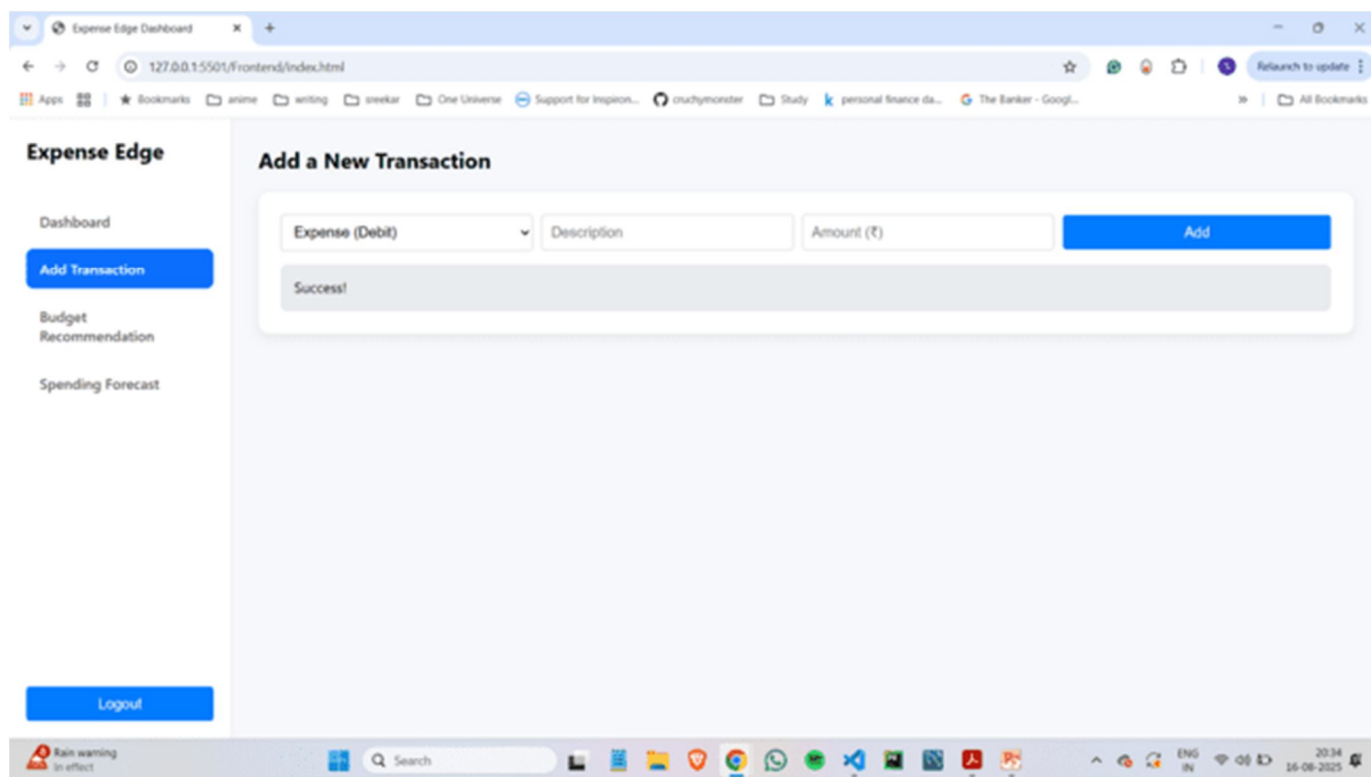 Expense Edge Dashboard
127.0.0.1:5501/Frontend/index.html
Relaunch to update
Apps
Bookmarks
anime
writing
sreekar
One Universe
Support for Inspiron...
cruchymonster
Study
personal finance da...
The Banker - Googl...
All Bookmarks
Expense Edge
Dashboard
Add Transaction
Budget
Recommendation
Spending Forecast
Logout
Add a New Transaction
Expense (Debit)
Description
Amount (₹)
Add
Success!
Rain warning
In effect
Search
ENG
IN
20:34
16-08-2025